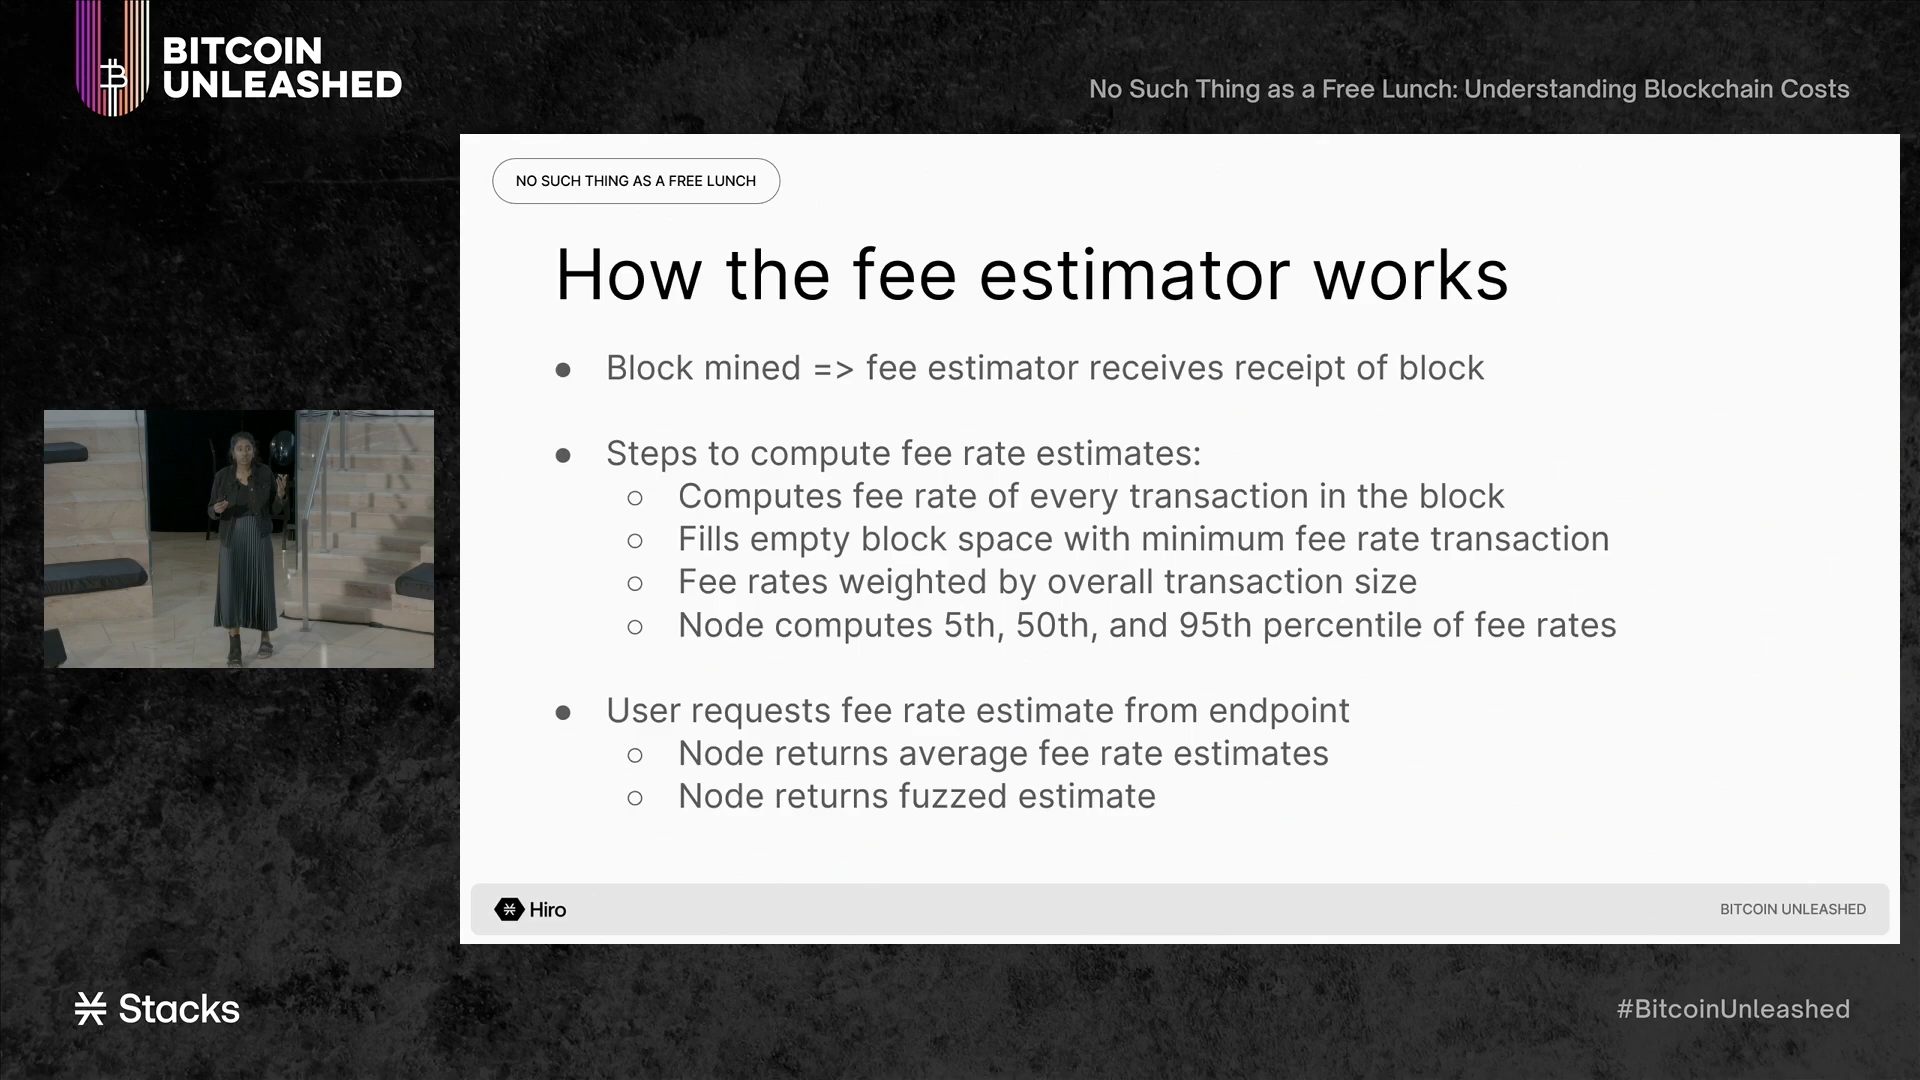 BITCOIN
UNLEASHED
No Such Thing as a Free Lunch: Understanding Blockchain Costs
NO SUCH THING AS A FREE LUNCH
How the fee estimator works
● Block mined => fee estimator receives receipt of block
● Steps to compute fee rate estimates:
○ Computes fee rate of every transaction in the block
○ Fills empty block space with minimum fee rate transaction
○ Fee rates weighted by overall transaction size
○ Node computes 5th, 50th, and 95th percentile of fee rates
● User requests fee rate estimate from endpoint
○ Node returns average fee rate estimates
○ Node returns fuzzed estimate
Hiro
BITCOIN UNLEASHED
Stacks
#BitcoinUnleashed